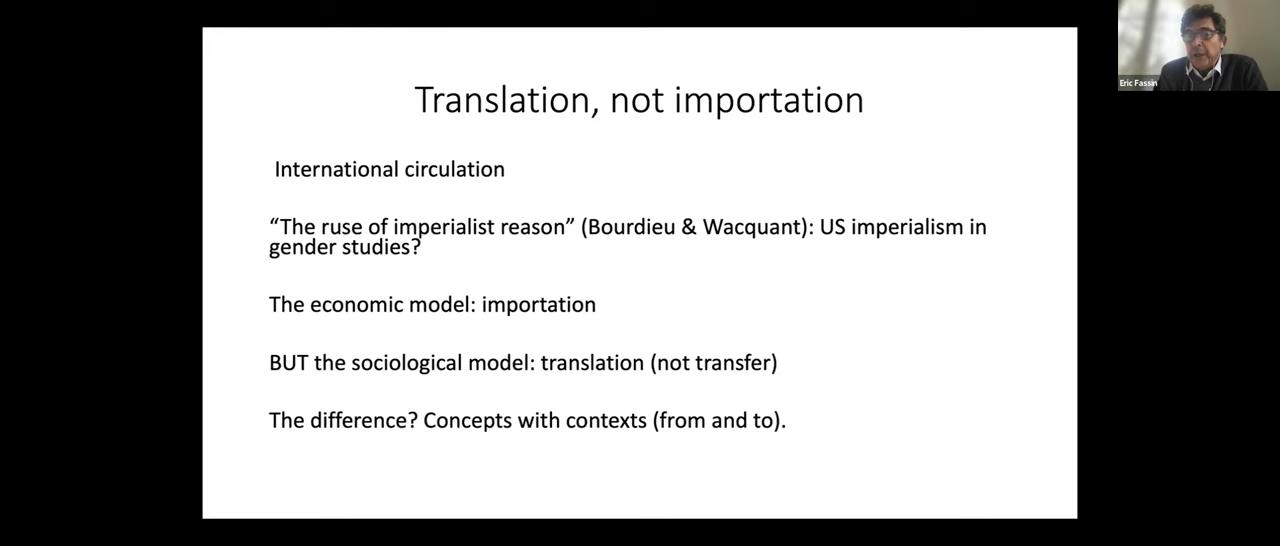 Translation, not importation
International circulation
“The ruse of imperialist reason” (Bourdieu & Wacquant): US imperialism in
gender studies?
The economic model: importation
BUT the sociological model: translation (not transfer)
The difference? Concepts with contexts (from and to).
Eric Fassin